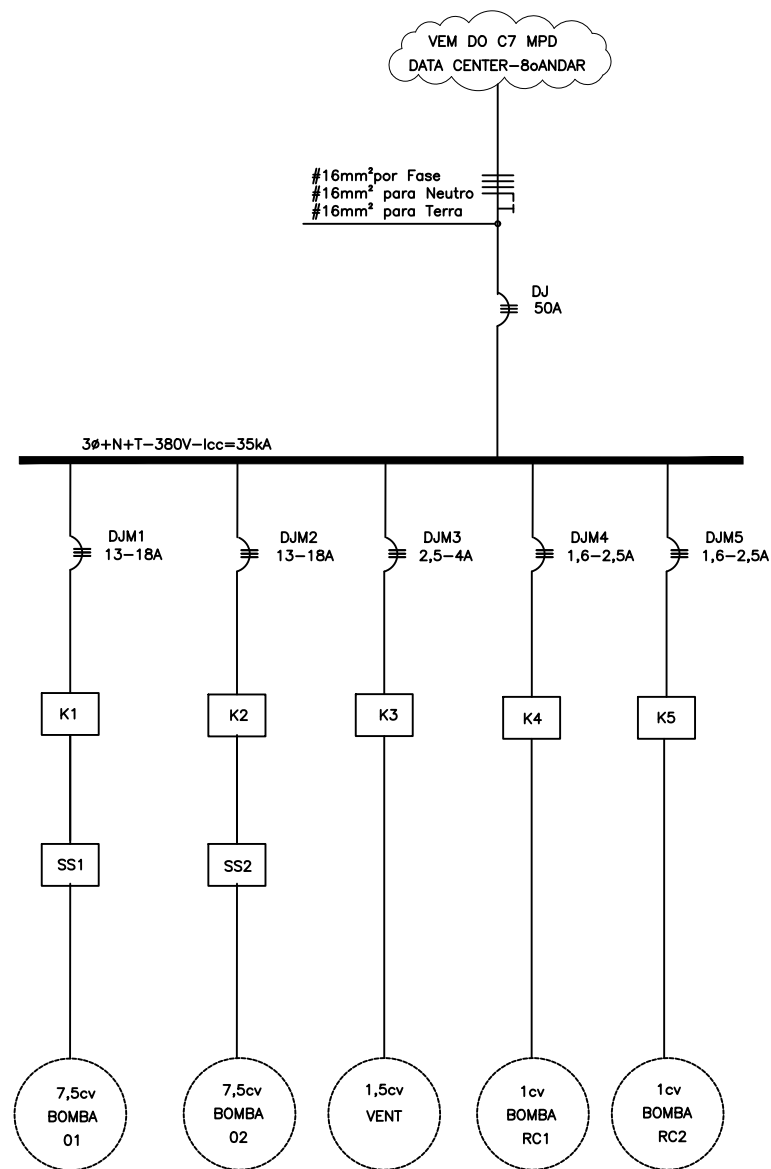 VEM DO C7 MPD
DATA CENTER-8oANDAR
#16mm²por Fase
#16mm² para Neutro
#16mm² para Terra
DJ
50A
3ø+N+T-380V-Icc=35kA
DJM1
13-18A
DJM2
13-18A
DJM3
2,5-4A
DJM4
1,6-2,5A
DJM5
1,6-2,5A
K1
K2
K3
K4
K5
SS1
SS2
7,5cv
BOMBA
01
7,5cv
BOMBA
02
1,5cv
VENT
1cv
BOMBA
RC1
1cv
BOMBA
RC2